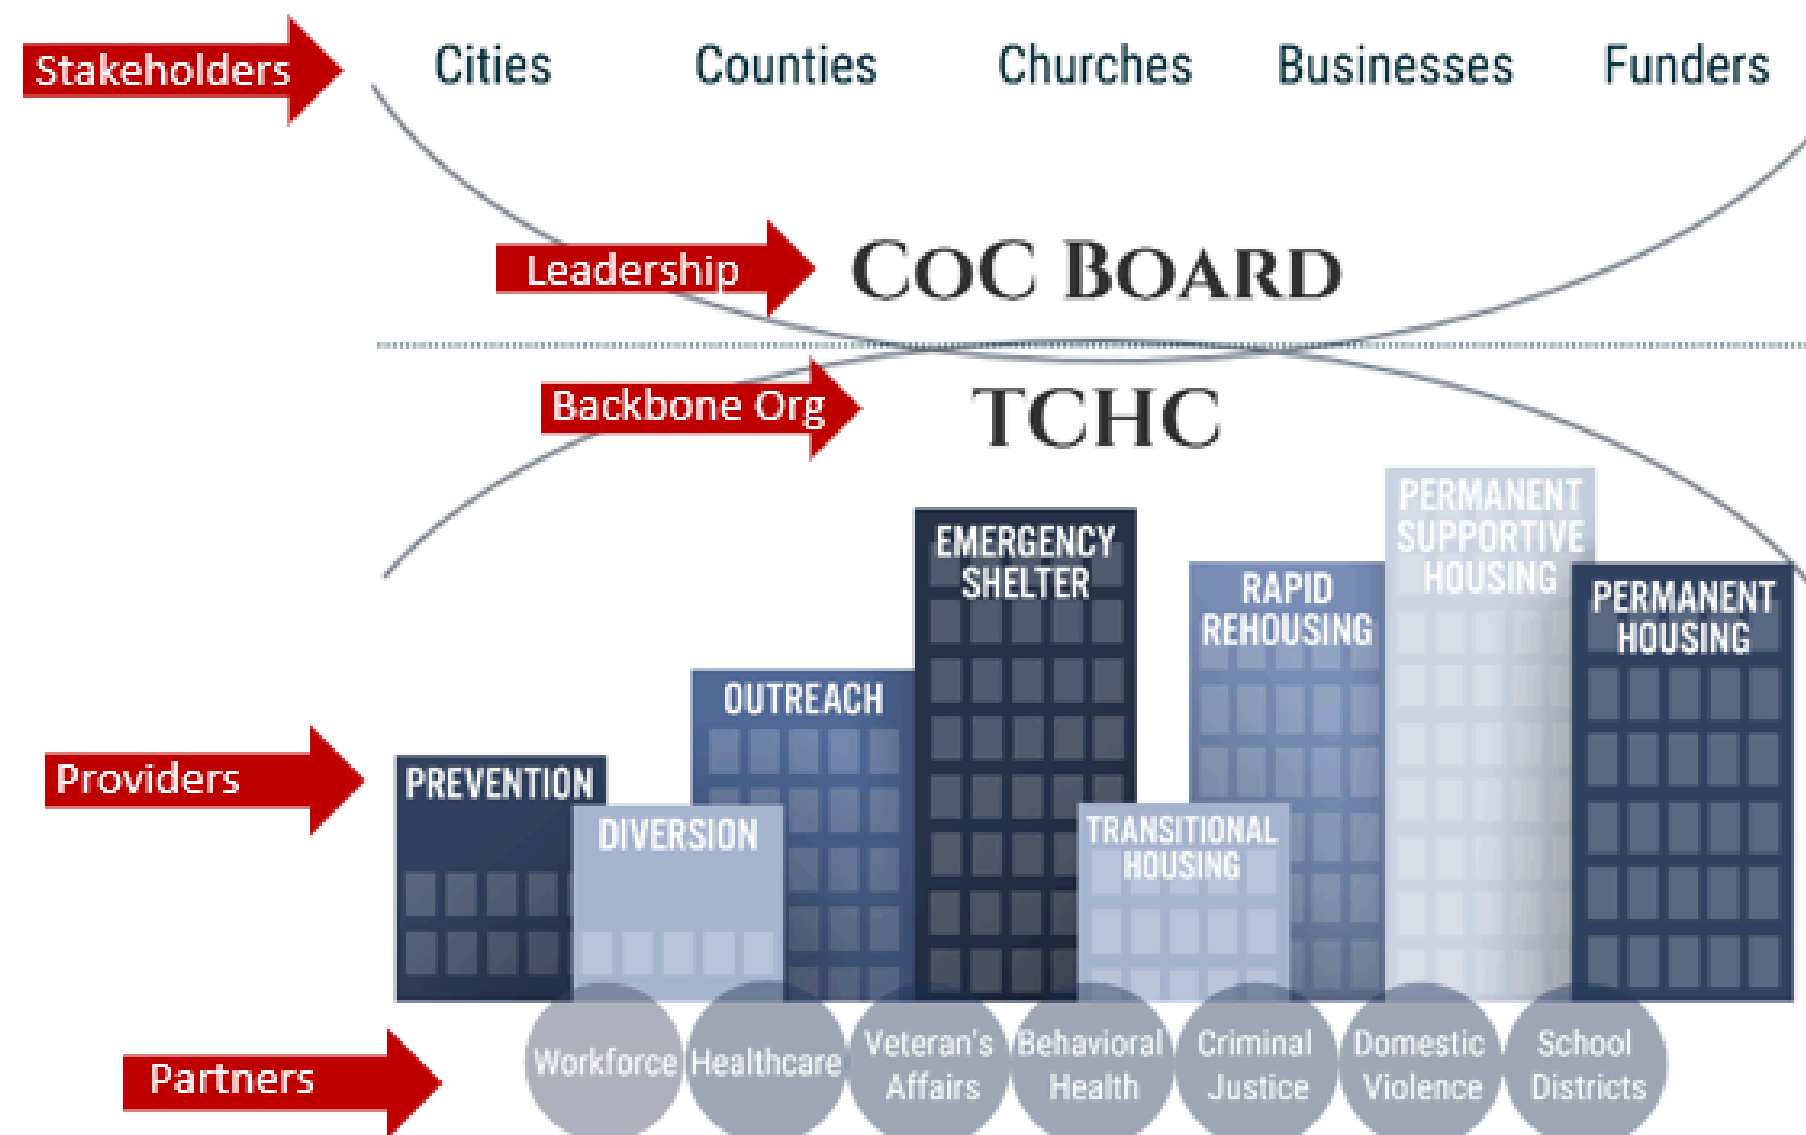 Stakeholders
Cities Counties Churches Businesses Funders
Leadership
CoC Board
Backbone Org
TCHC
Providers
PREVENTION
DIVERSION
OUTREACH
EMERGENCY
SHELTER
TRANSITIONAL
HOUSING
RAPID
REHOUSING
PERMANENT
SUPPORTIVE
HOUSING
PERMANENT
HOUSING
Partners
Workforce
Healthcare
Veteran's
Affairs
Behavioral
Health
Criminal
Justice
Domestic
Violence
School
Districts